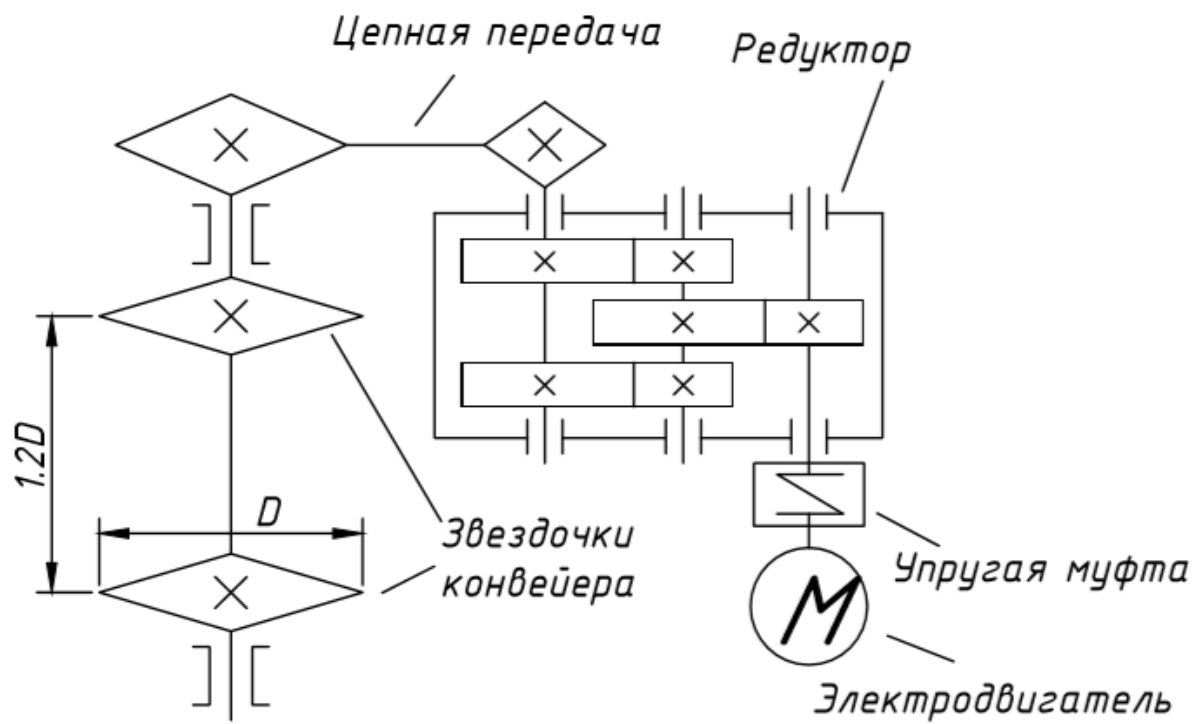 Цепная передача
Редуктор
1.2D
D
Звездочки
конвейера
Упругая муфта
М
Электродвигатель